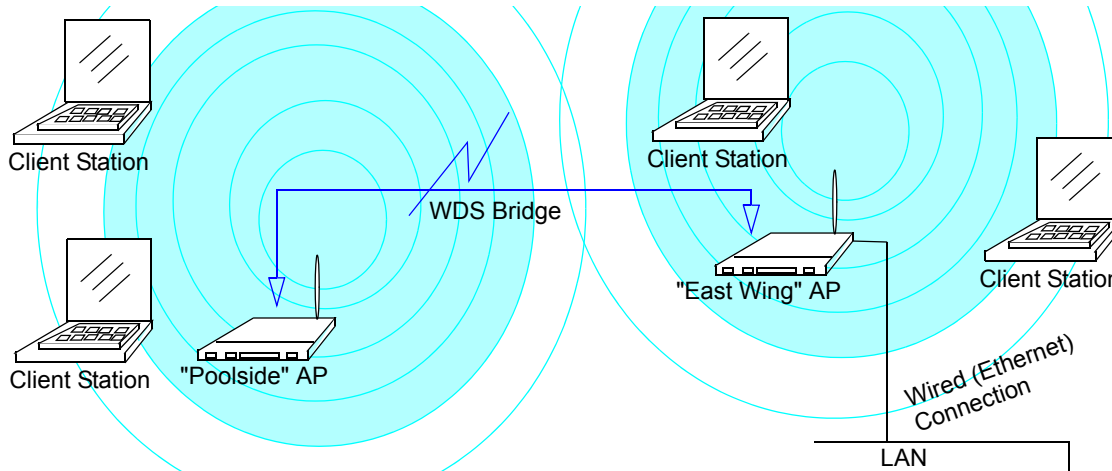 Client Station
Client Station
WDS Bridge
"East Wing" AP
Client Station
Client Station
"Poolside" AP
Wired (Ethernet)
Connection
LAN